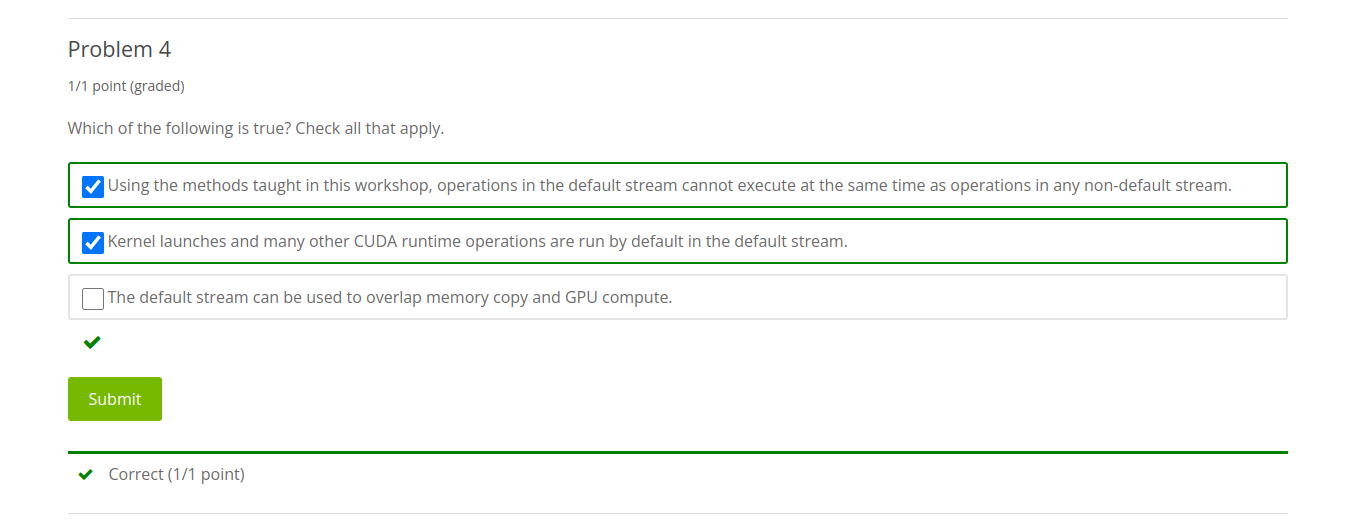 Problem 4
1/1 point (graded)
Which of the following is true? Check all that apply.
Using the methods taught in this workshop, operations in the default stream cannot execute at the same time as operations in any non-default stream.
Kernel launches and many other CUDA runtime operations are run by default in the default stream.
The default stream can be used to overlap memory copy and GPU compute.
Submit
Correct (1/1 point)